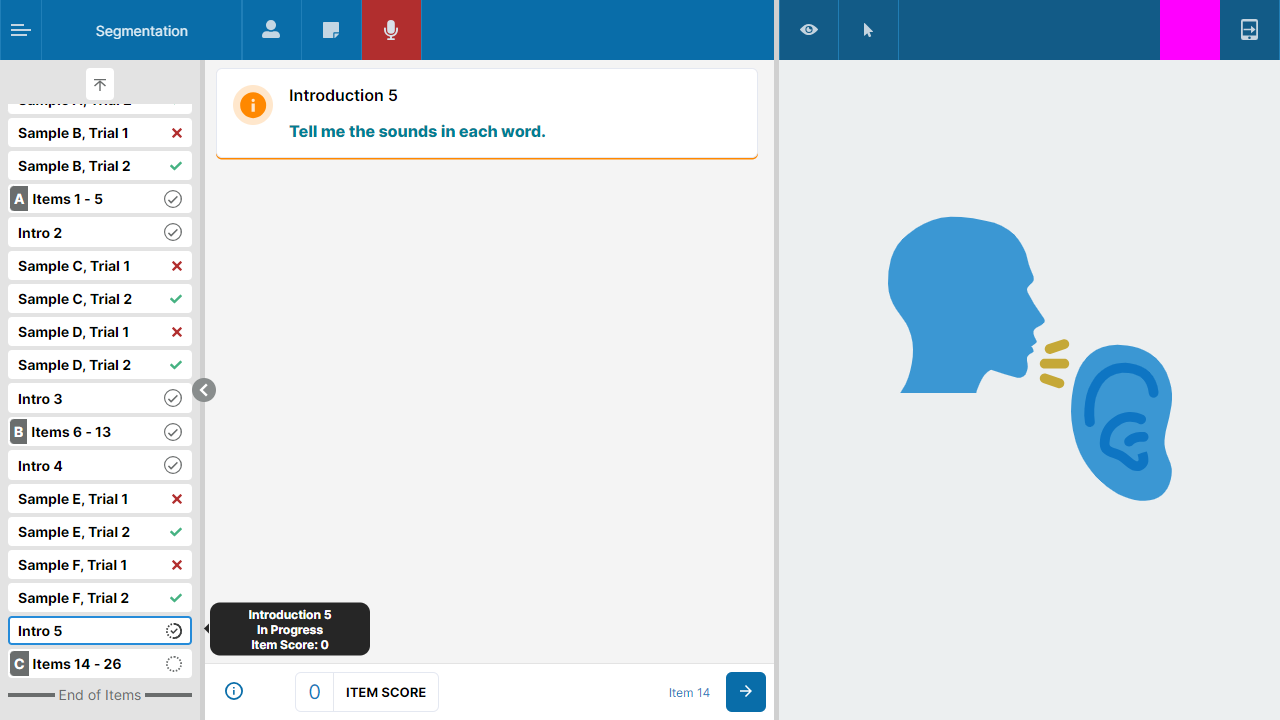 Segmentation
Introduction 5
Tell me the sounds in each word.
Sample B, Trial 1
Sample B, Trial 2
A Items 1 - 5
Intro 2
Sample C, Trial 1
Sample C, Trial 2
Sample D, Trial 1
Sample D, Trial 2
Intro 3
B Items 6 - 13
Intro 4
Sample E, Trial 1
Sample E, Trial 2
Sample F, Trial 1
Sample F, Trial 2
Intro 5
C Items 14 - 26
End of Items
Introduction 5
In Progress
Item Score: 0
0 ITEM SCORE
Item 14